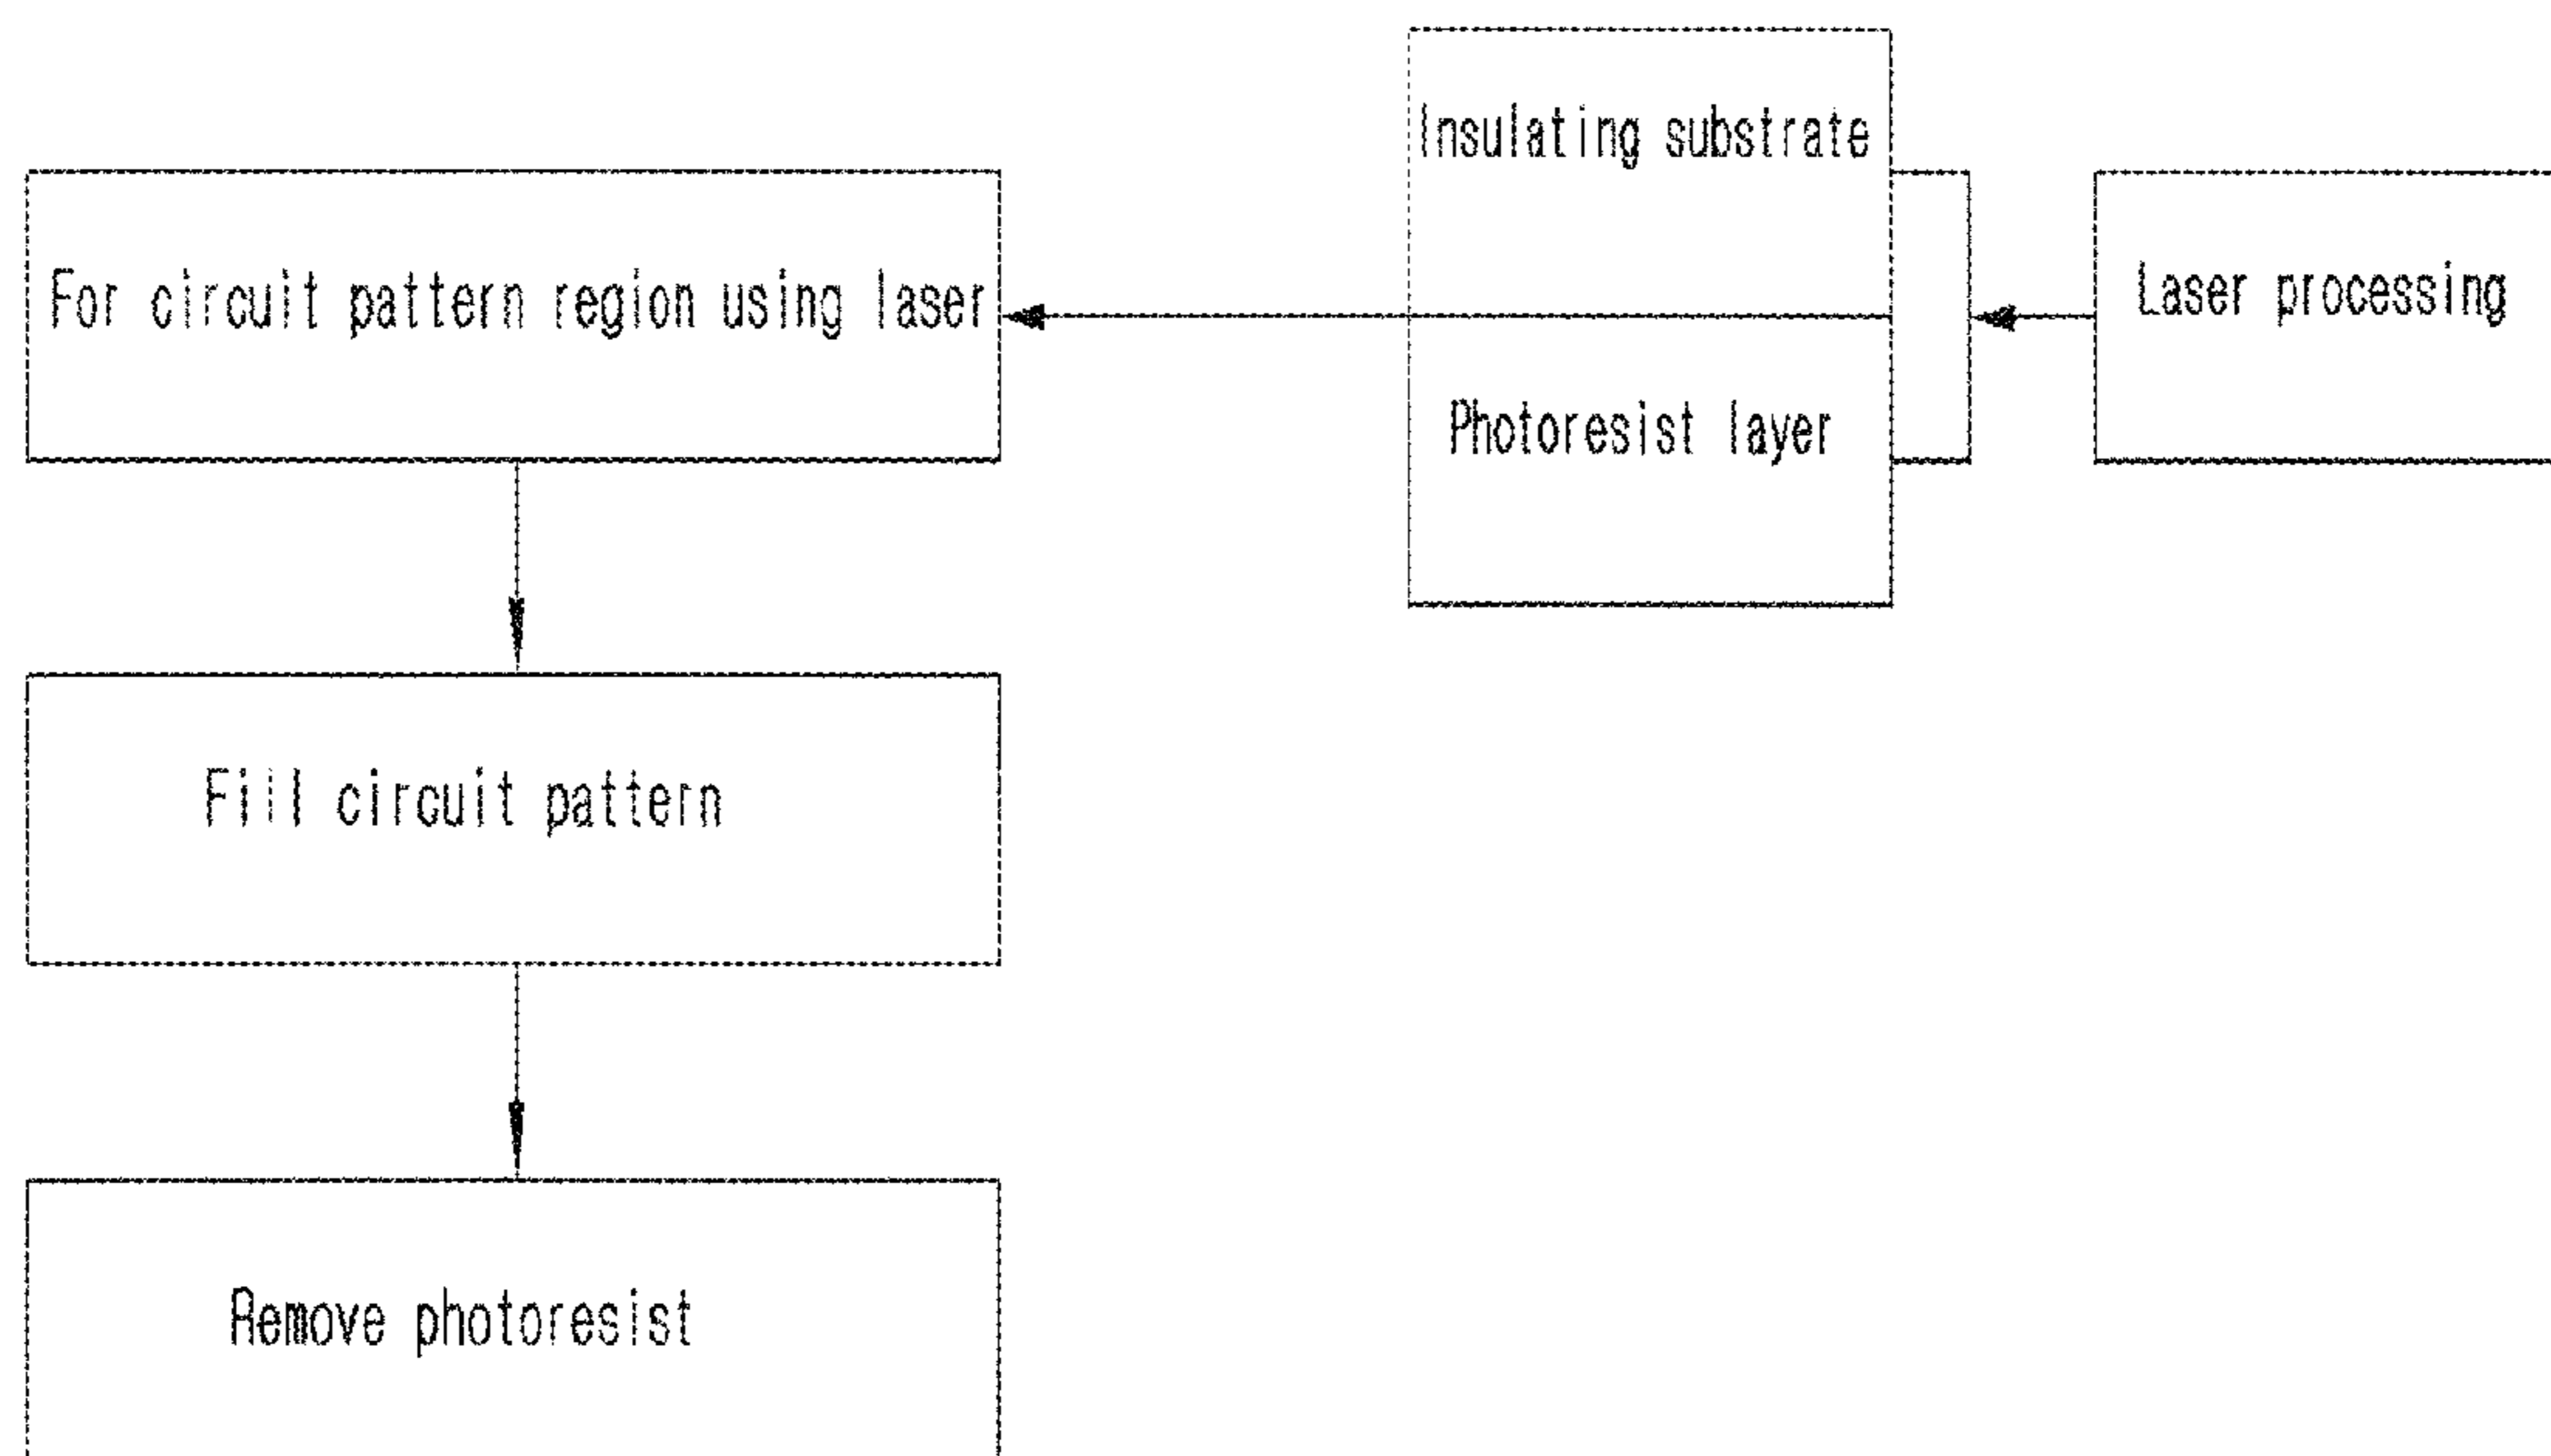 Insulating substrate
For circuit pattern region using laser
Laser processing
Photoresist layer
Fill circuit pattern
Remove photoresist